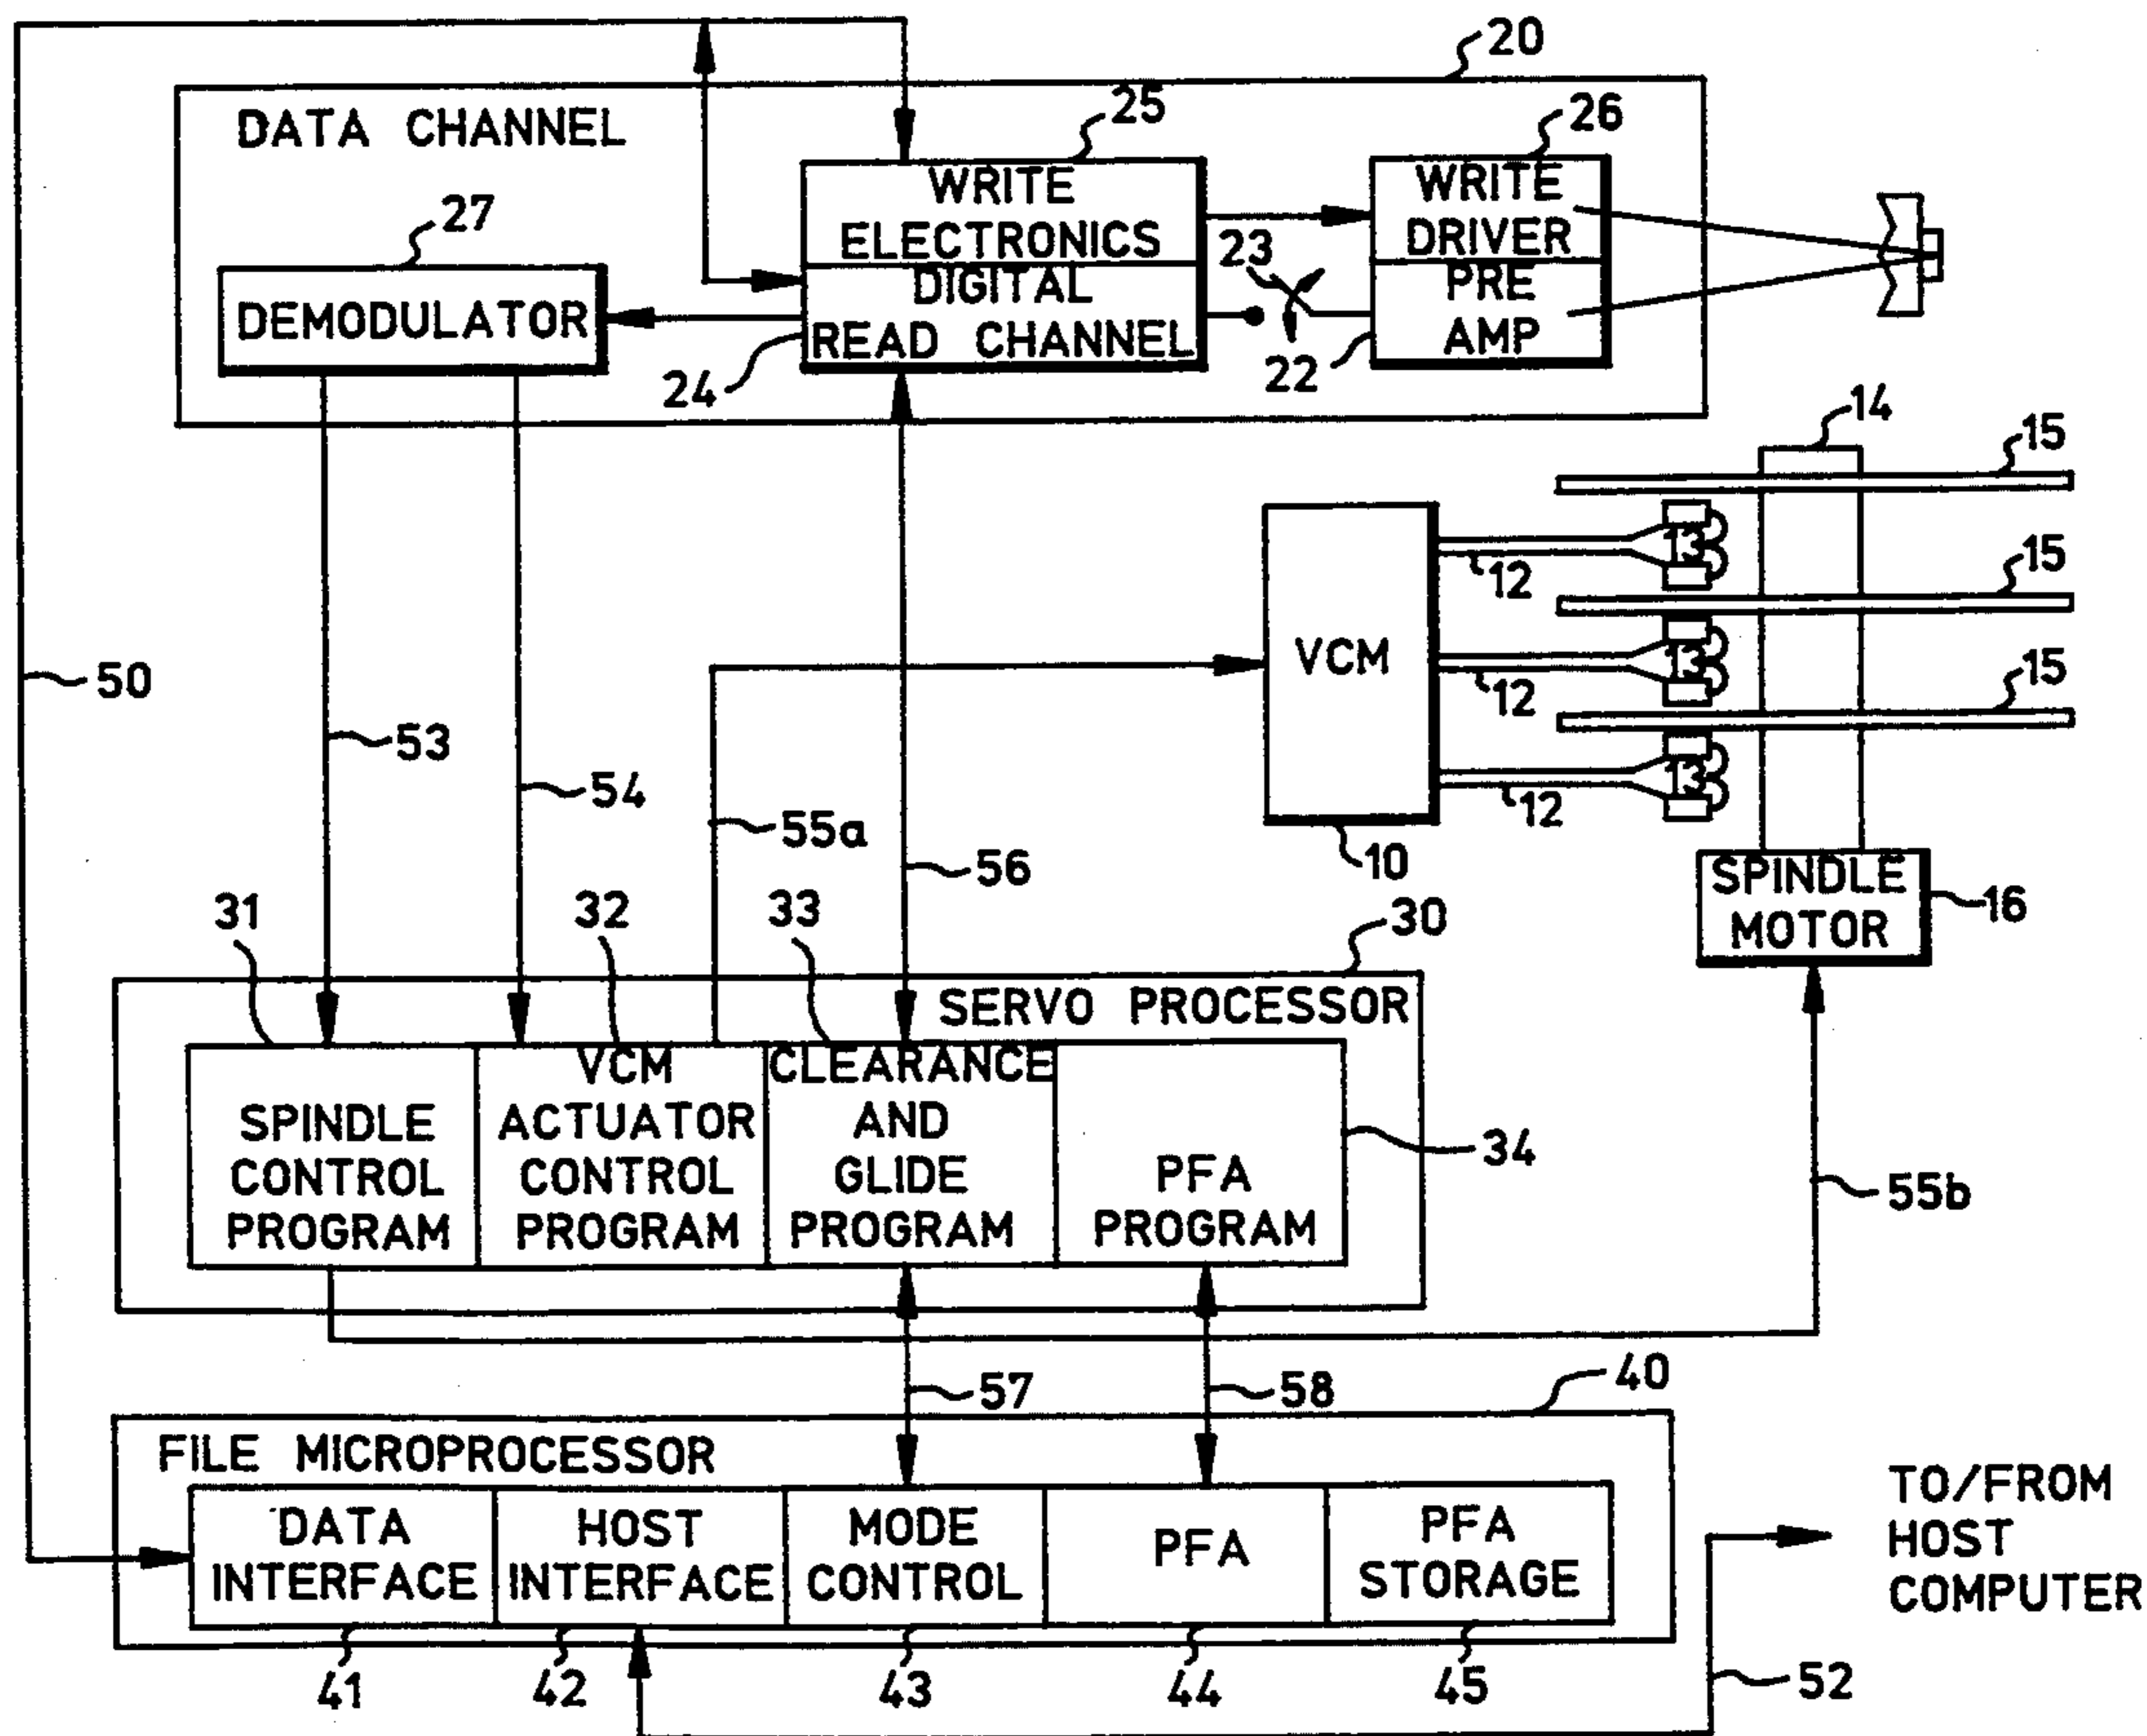 20
DATA CHANNEL
25
26
WRITE
ELECTRONICS
WRITE
DRIVER
27
23
DEMODULATOR
DIGITAL
READ CHANNEL
PRE
AMP
24
22
14
15
13
12
15
VCM
13
12
15
13
12
50
53
54
55a
56
10
SPINDLE
MOTOR
16
31
32
33
30
SERVO PROCESSOR
SPINDLE
CONTROL
PROGRAM
VCM
ACTUATOR
CONTROL
PROGRAM
CLEARANCE
AND
GLIDE
PROGRAM
PFA
PROGRAM
34
55b
57
58
40
FILE MICROPROCESSOR
DATA
INTERFACE
HOST
INTERFACE
MODE
CONTROL
PFA
PFA
STORAGE
TO/FROM
HOST
COMPUTER
41
42
43
44
45
52